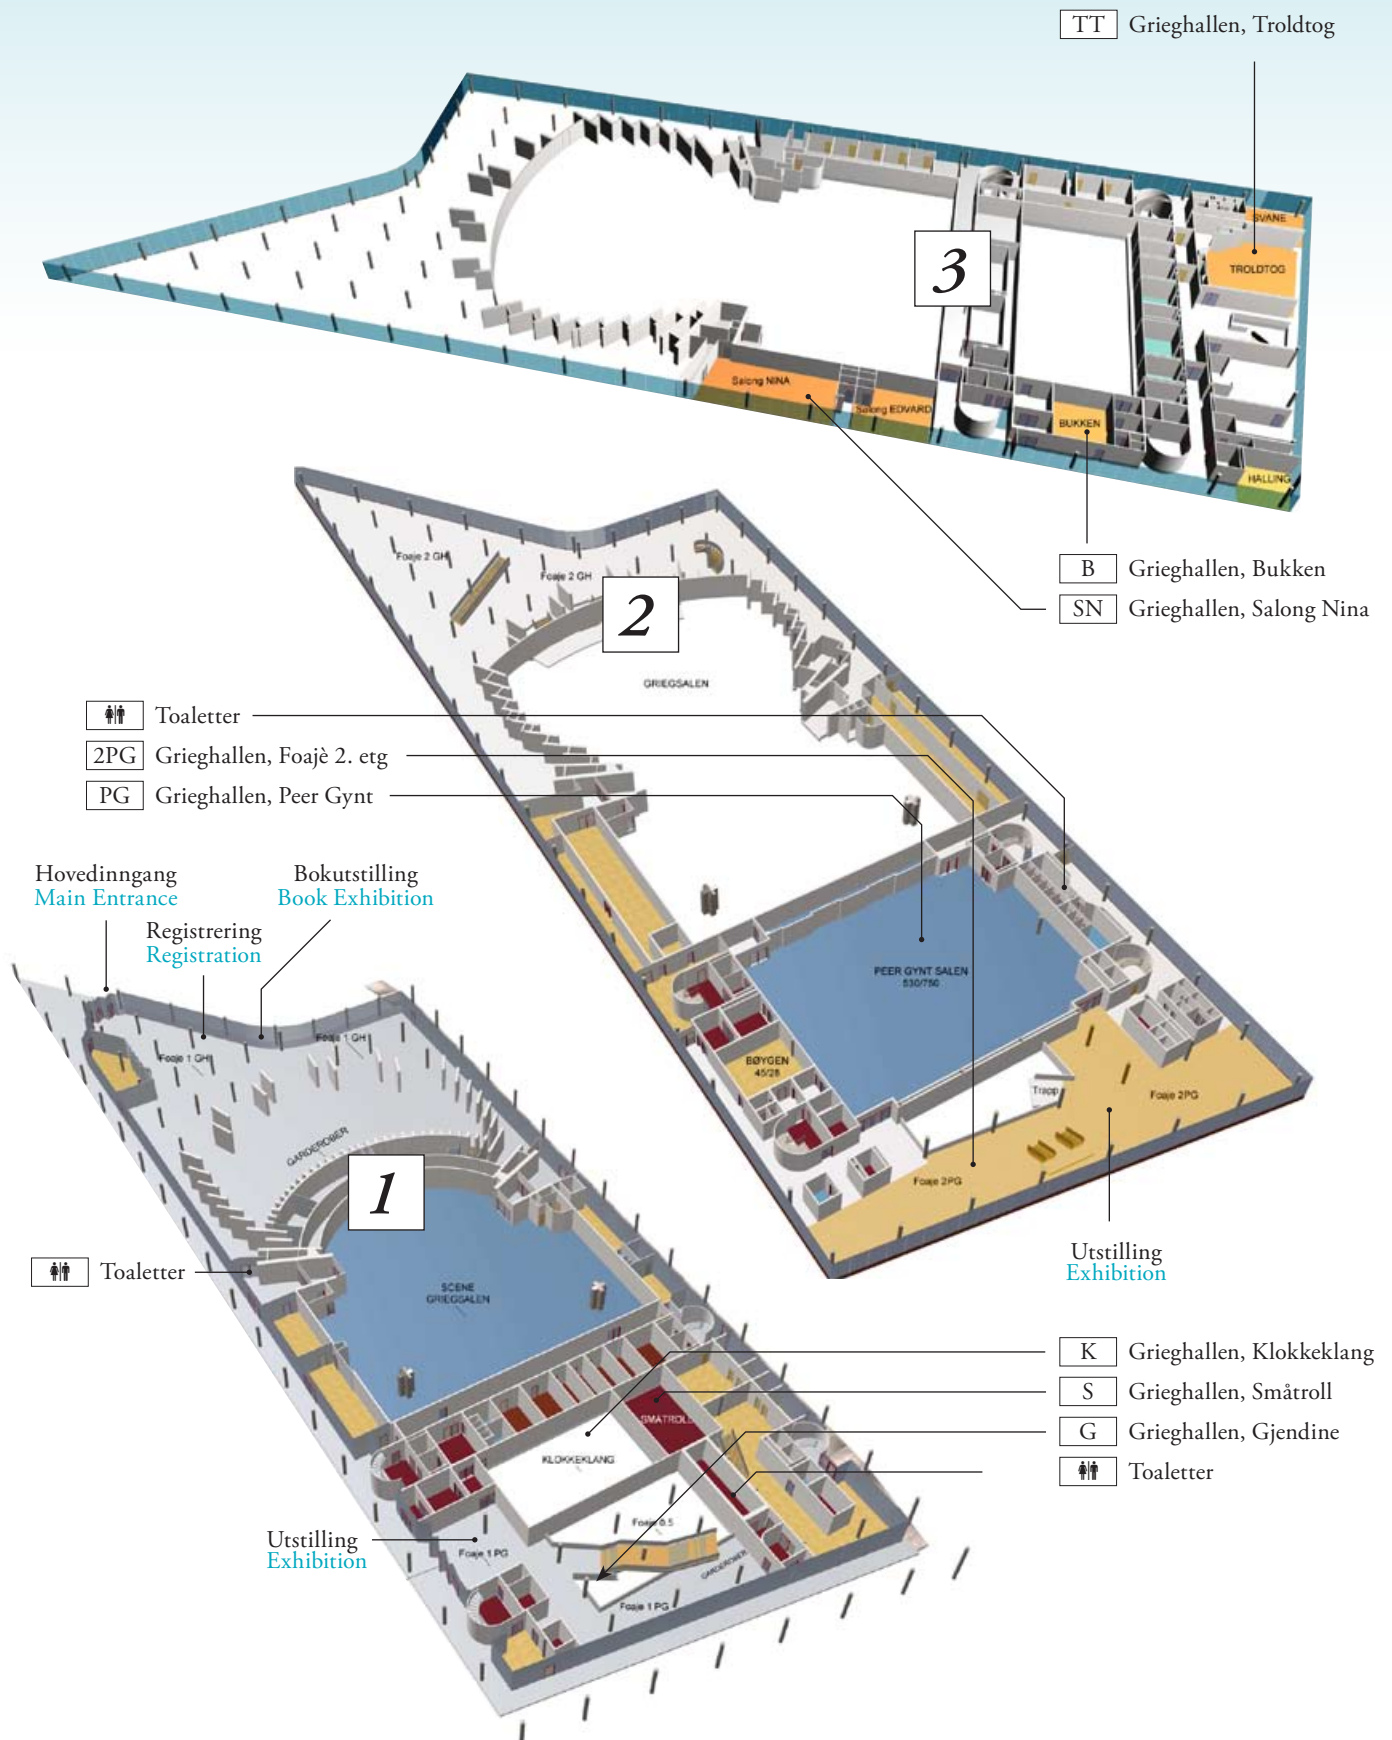 TT Grieghallen, Troldtog
SVANE
TROLDTOG
3
Salong NINA
Salong EDVARD
BUKKEN
HALLING
B Grieghallen, Bukken
SN Grieghallen, Salong Nina
Foaje 2 GH
Foaje 2 GH
2
GRIEGSALEN
Toaletter
2PG Grieghallen, Foajè 2. etg
PG Grieghallen, Peer Gynt
PEER GYNT SALEN
530/750
BØYGEN
45/28
Trapp
Foaje 2PG
Foaje 2PG
Utstilling
Exhibition
Hovedinngang
Main Entrance
Bokutstilling
Book Exhibition
Registrering
Registration
Foaje 1 GH
Foaje 1 GH
GARDEROBER
1
Toaletter
SCENE
GRIEGSALEN
K Grieghallen, Klokkeklang
S Grieghallen, Småtroll
G Grieghallen, Gjendine
Toaletter
SMÅTROLL
KLOKKEKLANG
Foaje 0.5
Utstilling
Exhibition
Foaje 1 PG
GARDEROBER
Foaje 1 PG